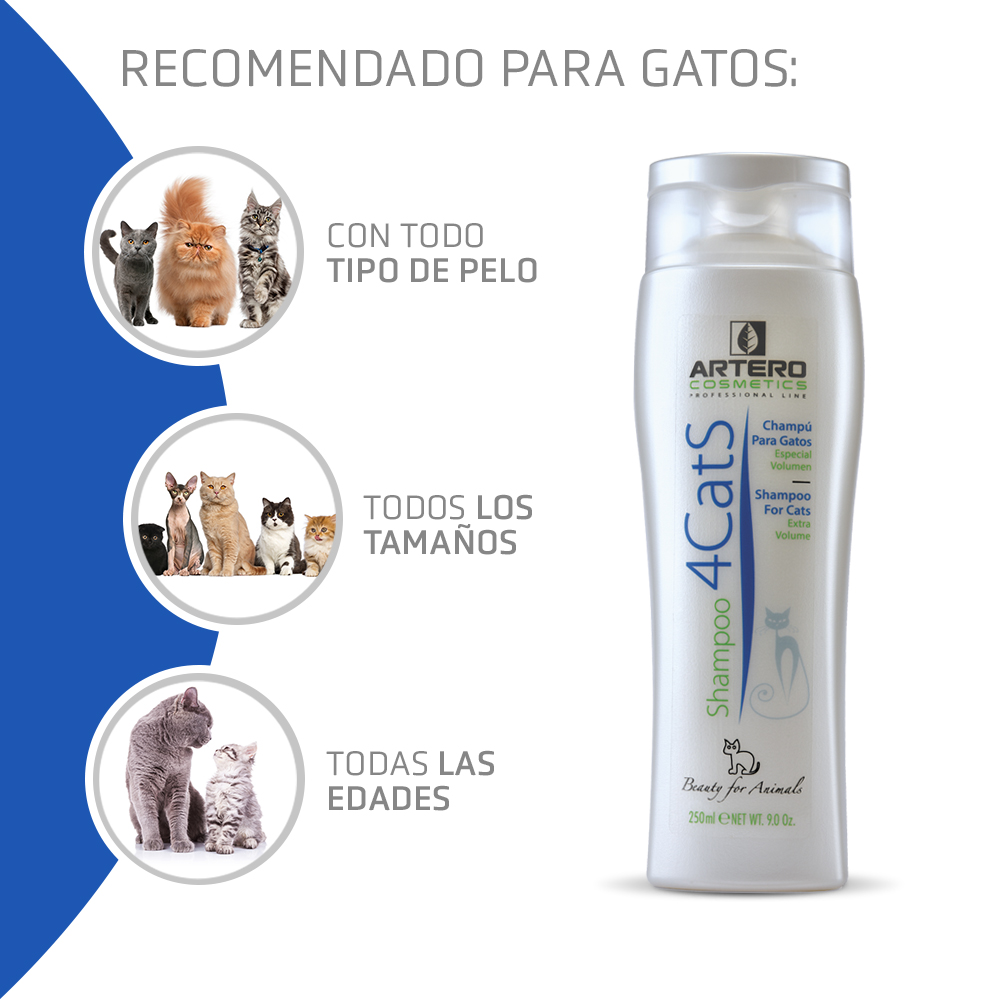 RECOMENDADO PARA GATOS:
CON TODO
TIPO DE PELO
TODOS LOS
TAMAÑOS
TODAS LAS
EDADES
ARTERO
COSMETICS
PROFESSIONAL LINE
Shampoo 4CatS
Champú
Para Gatos
Especial
Volumen
Shampoo
For Cats
Extra
Volume
Beauty for Animals
250ml ℮ NET WT. 9.0 Oz.